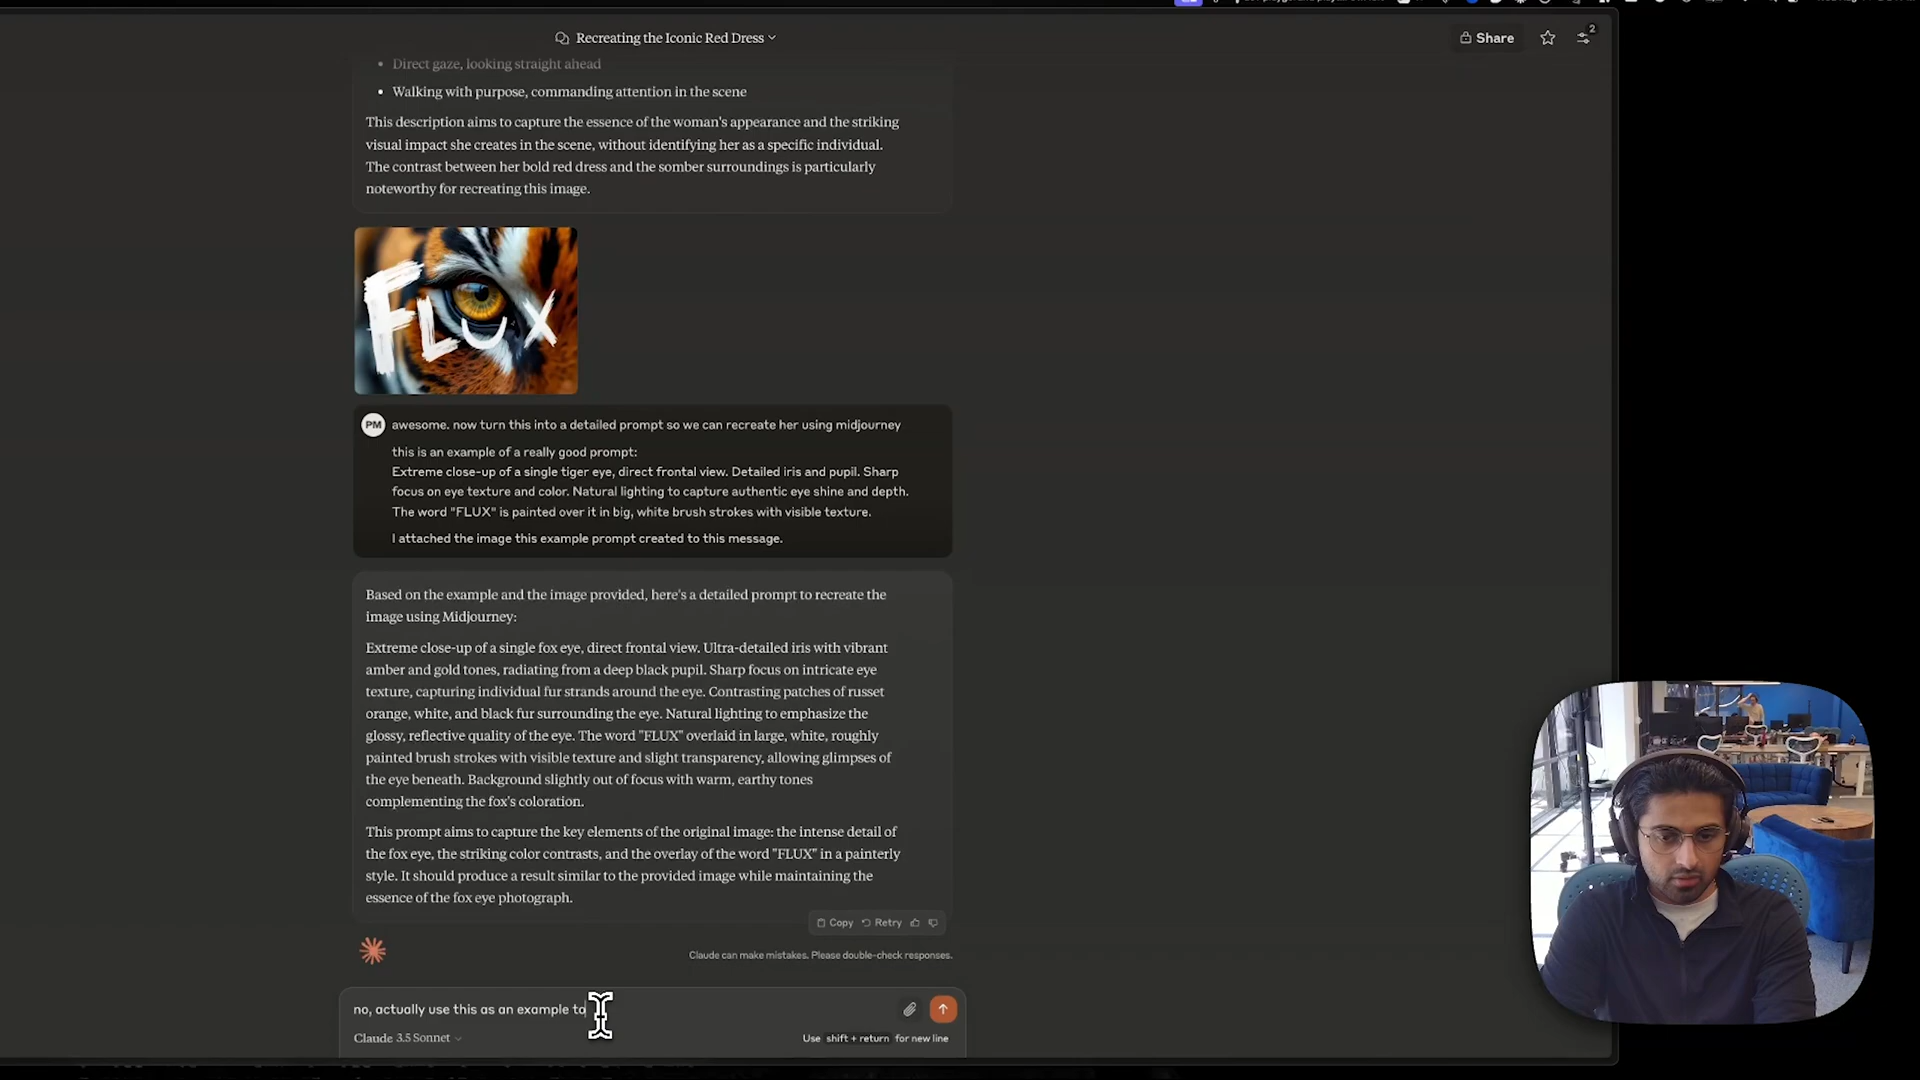 Recreating the Iconic Red Dress
Share
2
Direct gaze, looking straight ahead
Walking with purpose, commanding attention in the scene
This description aims to capture the essence of the woman's appearance and the striking
visual impact she creates in the scene, without identifying her as a specific individual.
The contrast between her bold red dress and the somber surroundings is particularly
noteworthy for recreating this image.
FLUX
PM
awesome. now turn this into a detailed prompt so we can recreate her using midjourney
this is an example of a really good prompt:
Extreme close-up of a single tiger eye, direct frontal view. Detailed iris and pupil. Sharp
focus on eye texture and color. Natural lighting to capture authentic eye shine and depth.
The word "FLUX" is painted over it in big, white brush strokes with visible texture.
I attached the image this example prompt created to this message.
Based on the example and the image provided, here's a detailed prompt to recreate the
image using Midjourney:
Extreme close-up of a single fox eye, direct frontal view. Ultra-detailed iris with vibrant
amber and gold tones, radiating from a deep black pupil. Sharp focus on intricate eye
texture, capturing individual fur strands around the eye. Contrasting patches of russet
orange, white, and black fur surrounding the eye. Natural lighting to emphasize the
glossy, reflective quality of the eye. The word "FLUX" overlaid in large, white, roughly
painted brush strokes with visible texture and slight transparency, allowing glimpses of
the eye beneath. Background slightly out of focus with warm, earthy tones
complementing the fox's coloration.
This prompt aims to capture the key elements of the original image: the intense detail of
the fox eye, the striking color contrasts, and the overlay of the word "FLUX" in a painterly
style. It should produce a result similar to the provided image while maintaining the
essence of the fox eye photograph.
Copy Retry
Claude can make mistakes. Please double-check responses.
no, actually use this as an example to
Claude 3.5 Sonnet
Use shift + return for new line